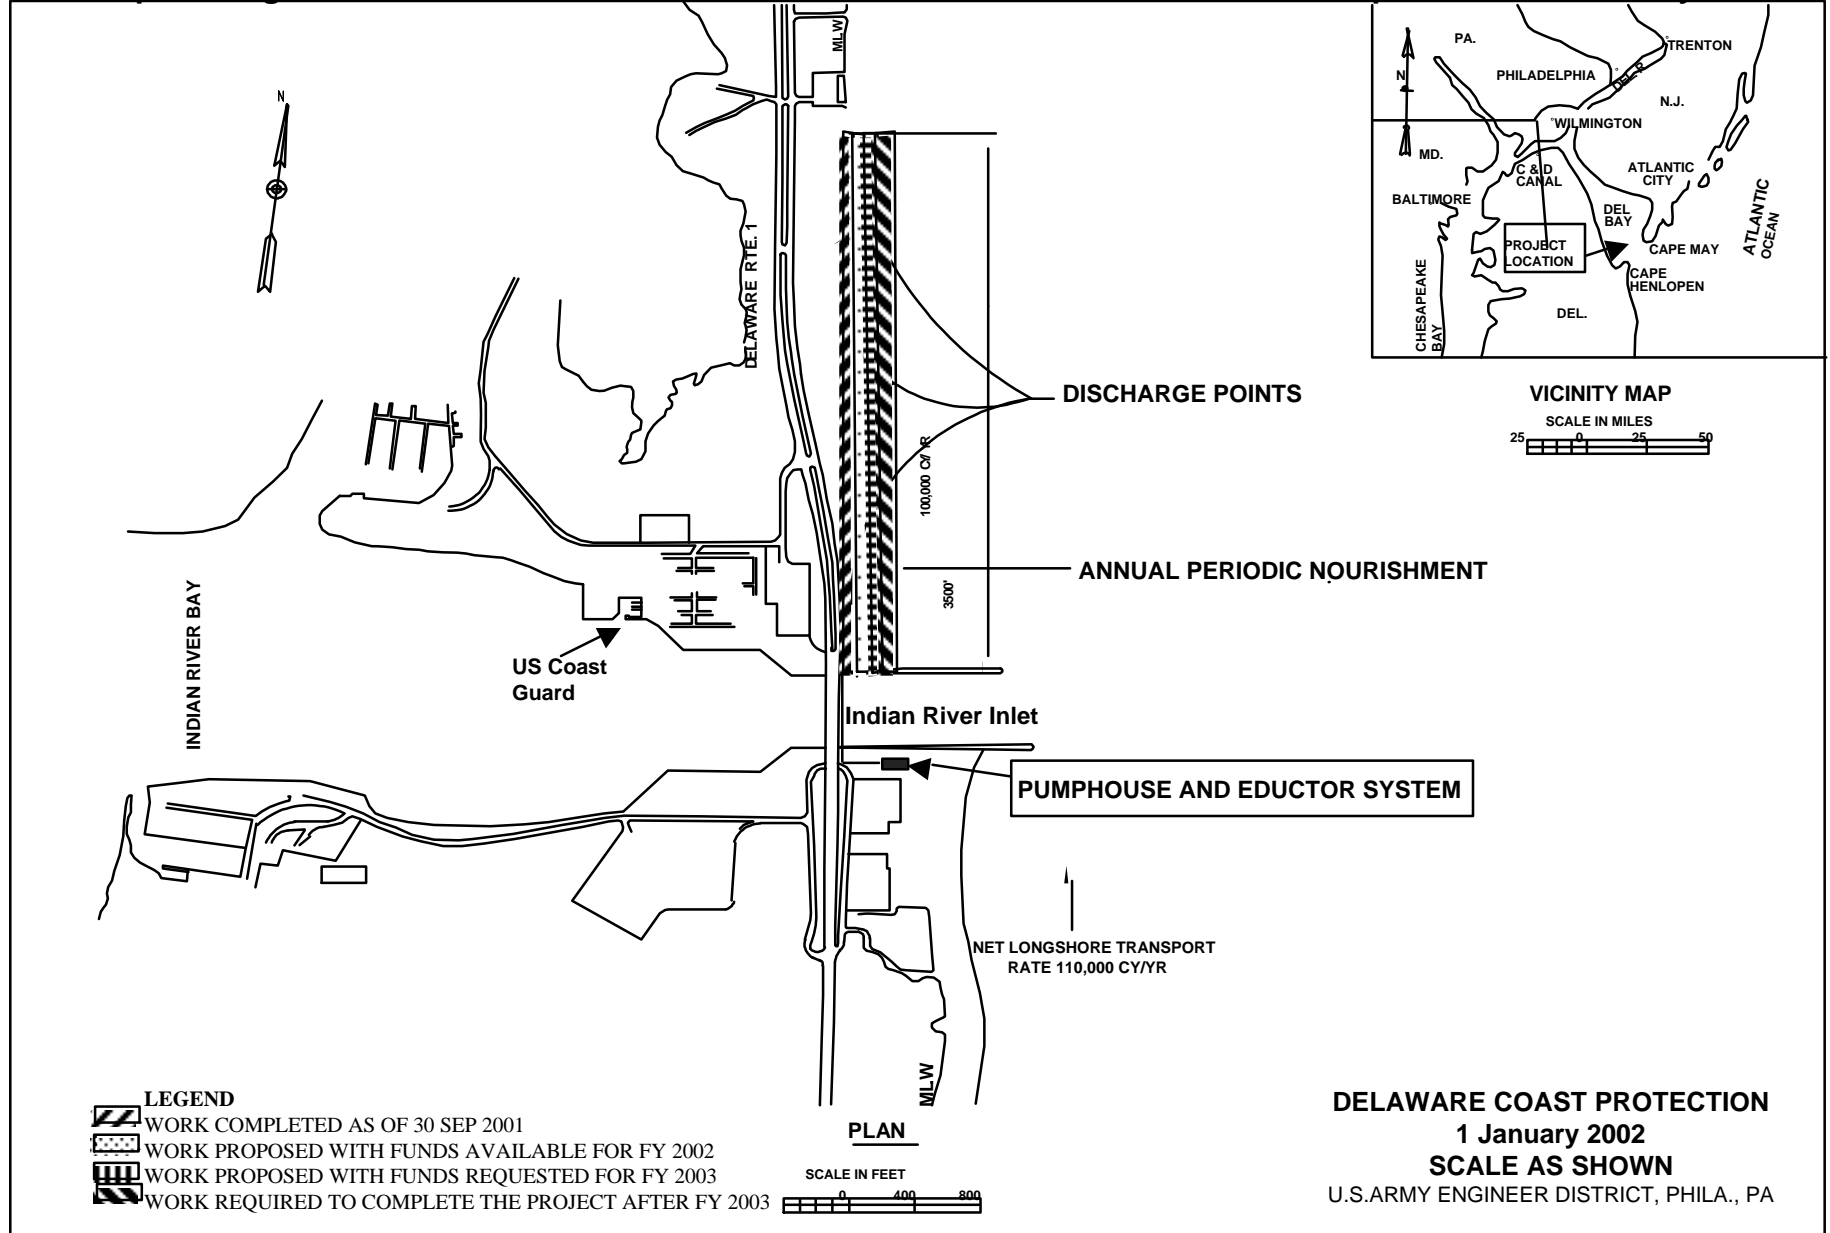 MLW
N
DELAWARE RTE. 1
DISCHARGE POINTS
100,000 CY/ YR
ANNUAL PERIODIC NOURISHMENT
3500'
US Coast
Guard
INDIAN RIVER BAY
Indian River Inlet
PUMPHOUSE AND EDUCTOR SYSTEM
NET LONGSHORE TRANSPORT
RATE 110,000 CY/YR
MLW
PA.
TRENTON
N
PHILADELPHIA
DEL R
N.J.
WILMINGTON
MD.
C & D
CANAL
ATLANTIC
CITY
BALTIMORE
DEL
BAY
ATLANTIC
OCEAN
PROJECT
LOCATION
CAPE MAY
CAPE
HENLOPEN
CHESAPEAKE
BAY
DEL.
VICINITY MAP
SCALE IN MILES
25 0 25 50
LEGEND
WORK COMPLETED AS OF 30 SEP 2001
WORK PROPOSED WITH FUNDS AVAILABLE FOR FY 2002
WORK PROPOSED WITH FUNDS REQUESTED FOR FY 2003
WORK REQUIRED TO COMPLETE THE PROJECT AFTER FY 2003
PLAN
SCALE IN FEET
0 400 800
DELAWARE COAST PROTECTION
1 January 2002
SCALE AS SHOWN
U.S.ARMY ENGINEER DISTRICT, PHILA., PA